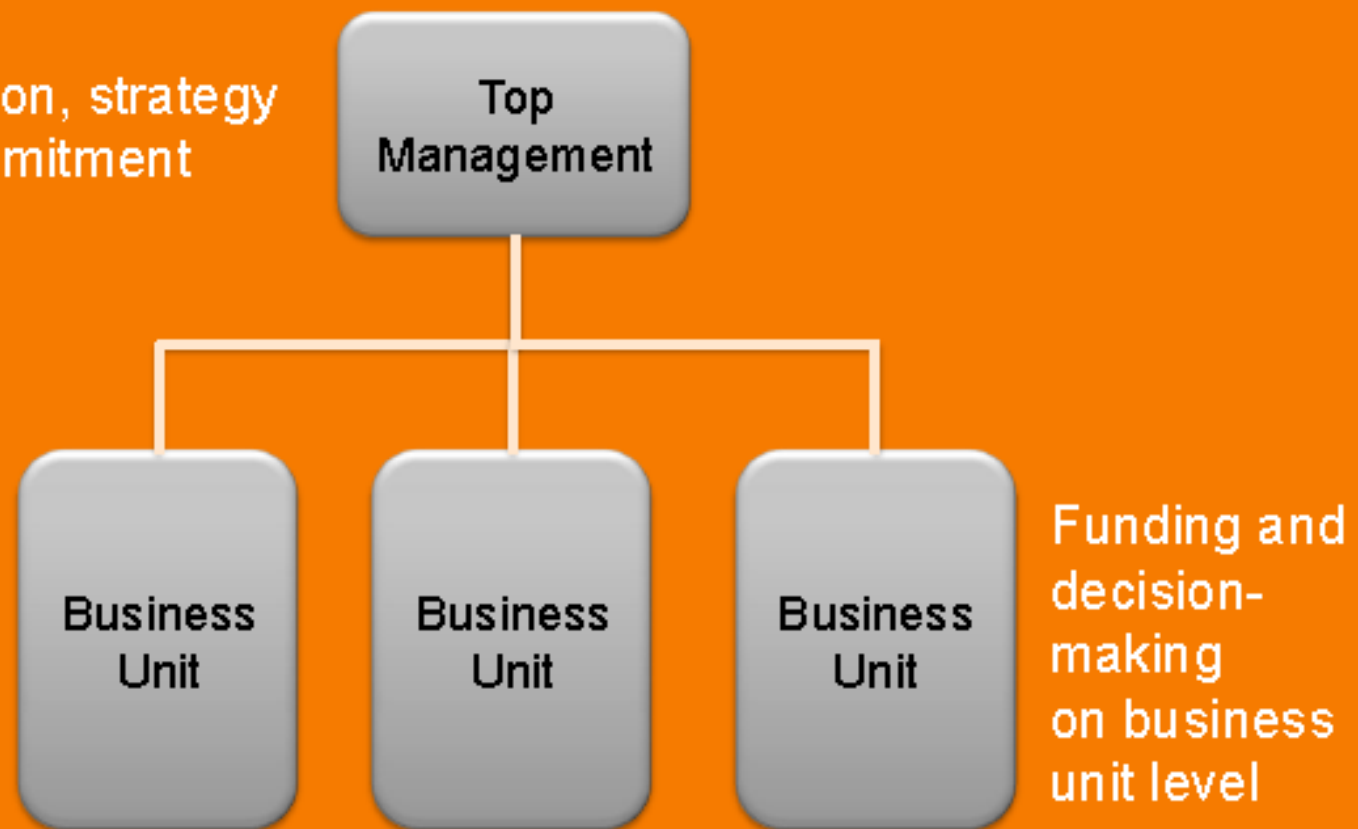 on, strategy
mitment
Top
Management
Business
Unit
Business
Unit
Business
Unit
Funding and
decision-
making
on business
unit level